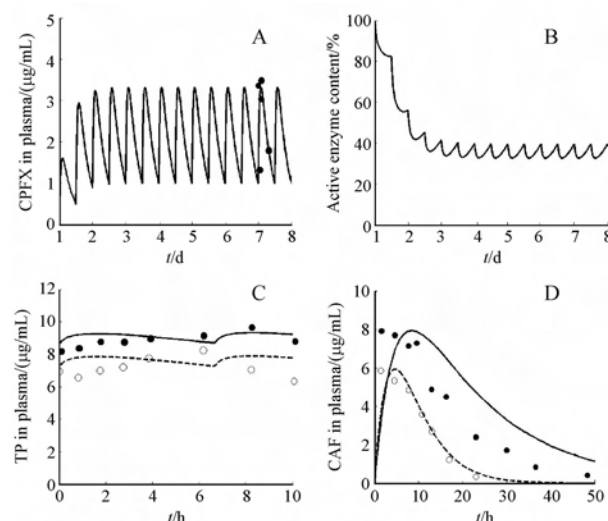 A
CPFX in plasma/(μg/mL)
5
4
3
2
1
0
1 2 3 4 5 6 7 8
t/d
B
Active enzyme content/%
100
80
60
40
20
0
1 2 3 4 5 6 7 8
t/d
C
TP in plasma/(μg/mL)
12
10
8
6
4
2
0
0 2 4 6 8 10
t/h
D
CAF in plasma/(μg/mL)
10
8
6
4
2
0
0 10 20 30 40 50
t/h